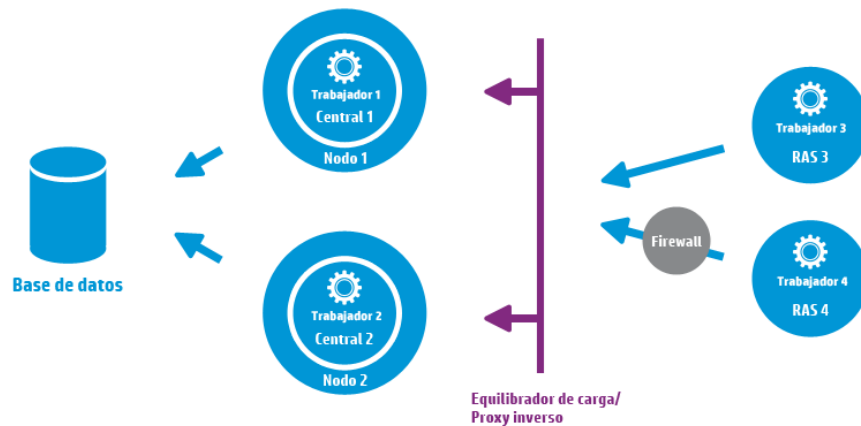 Trabajador 1
Central 1
Nodo 1
Trabajador 3
RAS 3
Base de datos
Firewall
Trabajador 4
RAS 4
Trabajador 2
Central 2
Nodo 2
Equilibrador de carga/
Proxy inverso